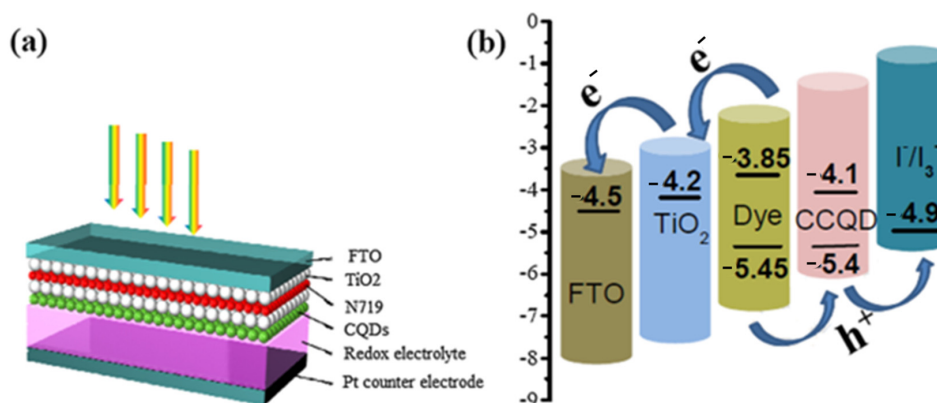 (a)
FTO
TiO2
N719
CQDs
Redox electrolyte
Pt counter electrode
(b)
0
-1
-2
-3
-4
-5
-6
-7
-8
-9
e-
e-
-4.5
FTO
-4.2
TiO₂
-3.85
Dye
-5.45
-4.1
CCQD
-5.4
I⁻/I₃⁻
-4.9
h⁺